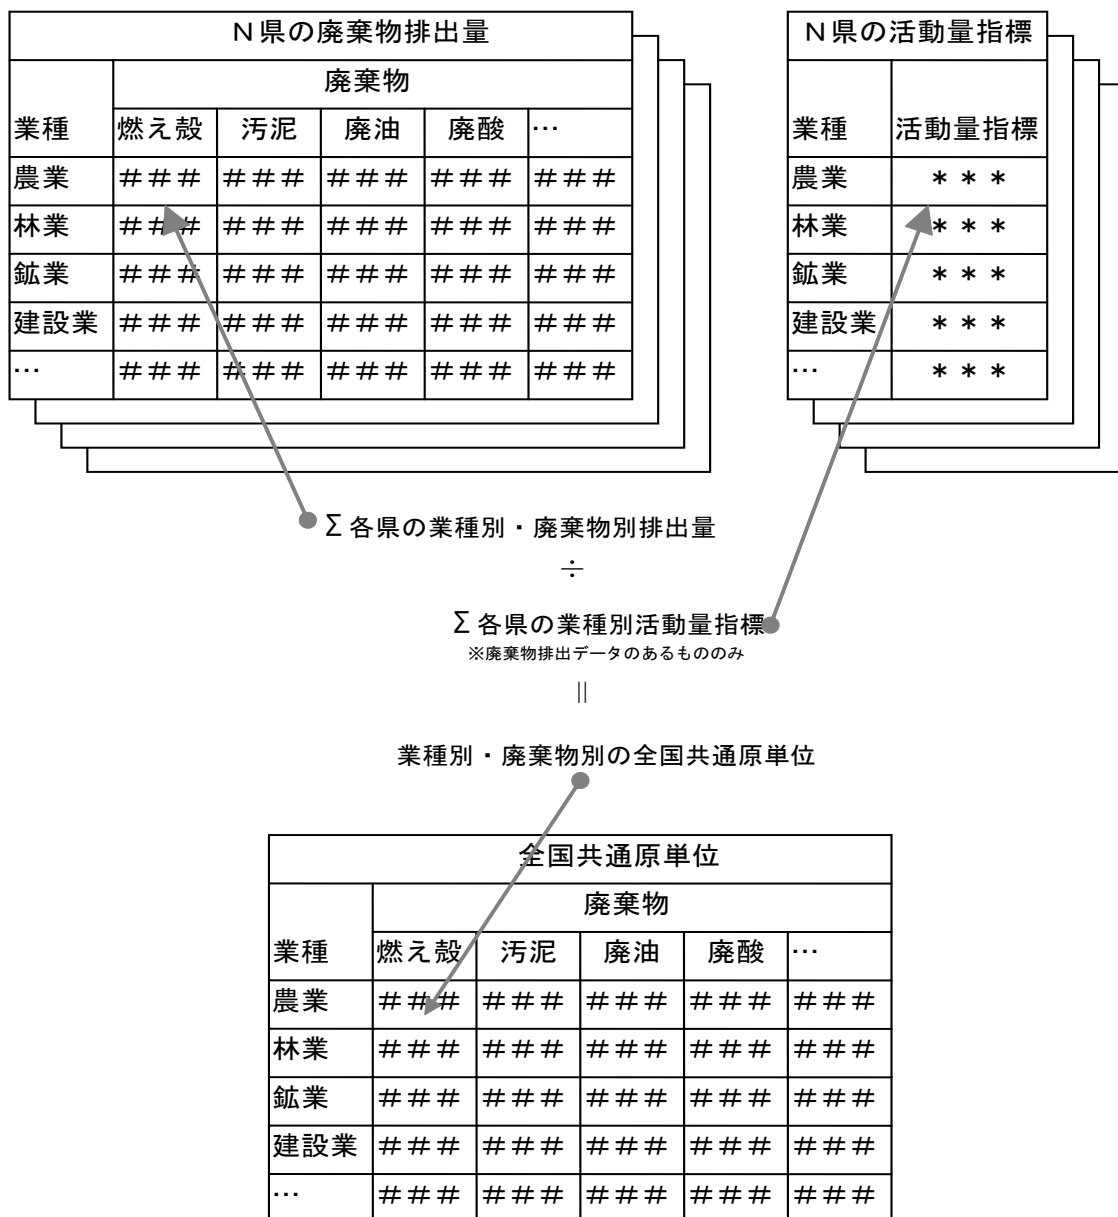 N県の廃棄物排出量
廃棄物
業種 燃え殻 汚泥 廃油 廃酸 …
農業 ### ### ### ### ###
林業 ### ### ### ### ###
鉱業 ### ### ### ### ###
建設業 ### ### ### ### ###
… ### ### ### ### ###
N県の活動量指標
業種 活動量指標
農業 ***
林業 ***
鉱業 ***
建設業 ***
… ***
Σ各県の業種別・廃棄物別排出量
÷
Σ各県の業種別活動量指標
※廃棄物排出データのあるもののみ
||
業種別・廃棄物別の全国共通原単位
全国共通原単位
廃棄物
業種 燃え殻 汚泥 廃油 廃酸 …
農業 ### ### ### ### ###
林業 ### ### ### ### ###
鉱業 ### ### ### ### ###
建設業 ### ### ### ### ###
… ### ### ### ### ###